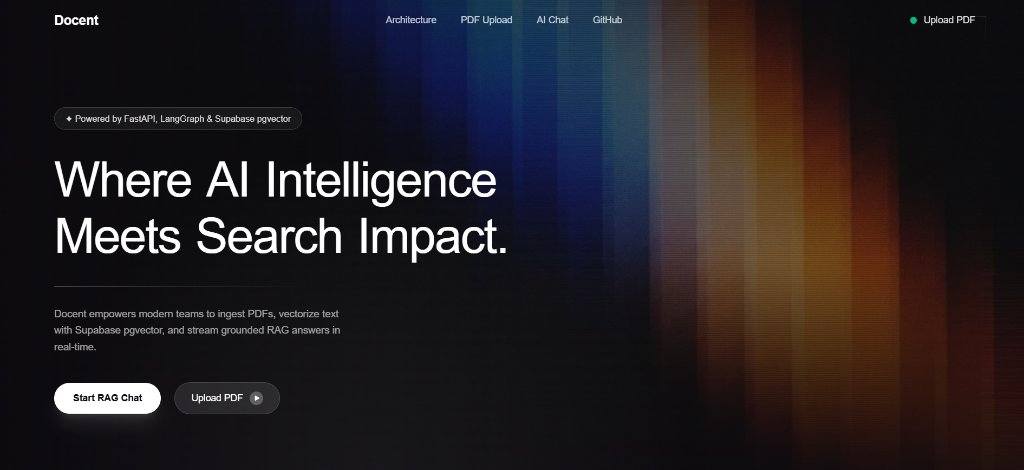 Docent
Architecture
PDF Upload
AI Chat
GitHub
Upload PDF
✦ Powered by FastAPI, LangGraph & Supabase pgvector
Where AI Intelligence
Meets Search Impact.
Docent empowers modern teams to ingest PDFs, vectorize text
with Supabase pgvector, and stream grounded RAG answers in
real-time.
Start RAG Chat
Upload PDF